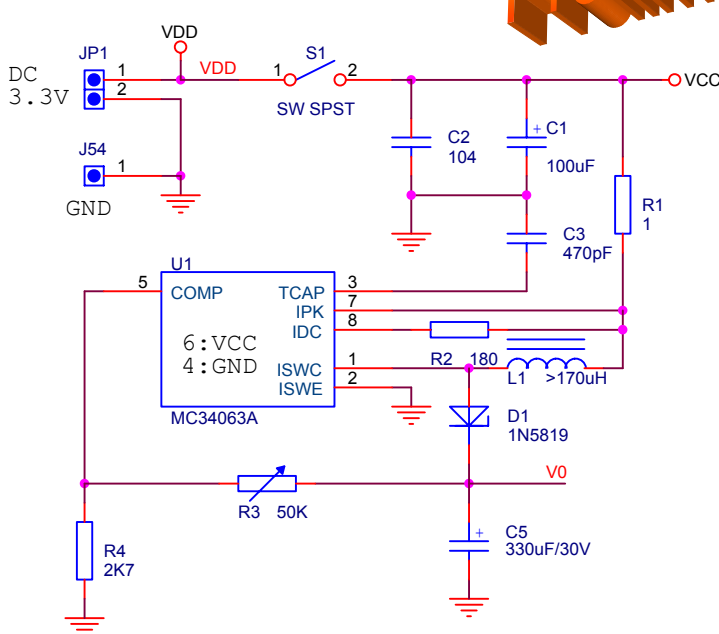 VDD
JP1
S1
DC
3.3V
1
2
VDD
1
2
SW SPST
VCC
C2
104
+ C1
100uF
J54
1
GND
R1
1
C3
470pF
U1
5
COMP
TCAP
3
IPK
7
IDC
8
6:VCC
4:GND
ISWC
1
ISWE
2
R2 180
L1 >170uH
MC34063A
D1
1N5819
V0
R3 50K
R4
2K7
+
C5
330uF/30V